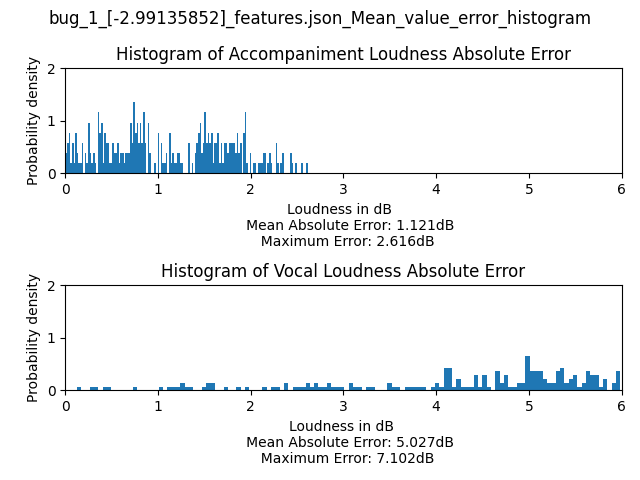 bug_1_[-2.99135852]_features.json_Mean_value_error_histogram
Histogram of Accompaniment Loudness Absolute Error
Probability density
2
1
0
0 1 2 3 4 5 6
Loudness in dB
Mean Absolute Error: 1.121dB
Maximum Error: 2.616dB
Histogram of Vocal Loudness Absolute Error
Probability density
2
1
0
0 1 2 3 4 5 6
Loudness in dB
Mean Absolute Error: 5.027dB
Maximum Error: 7.102dB